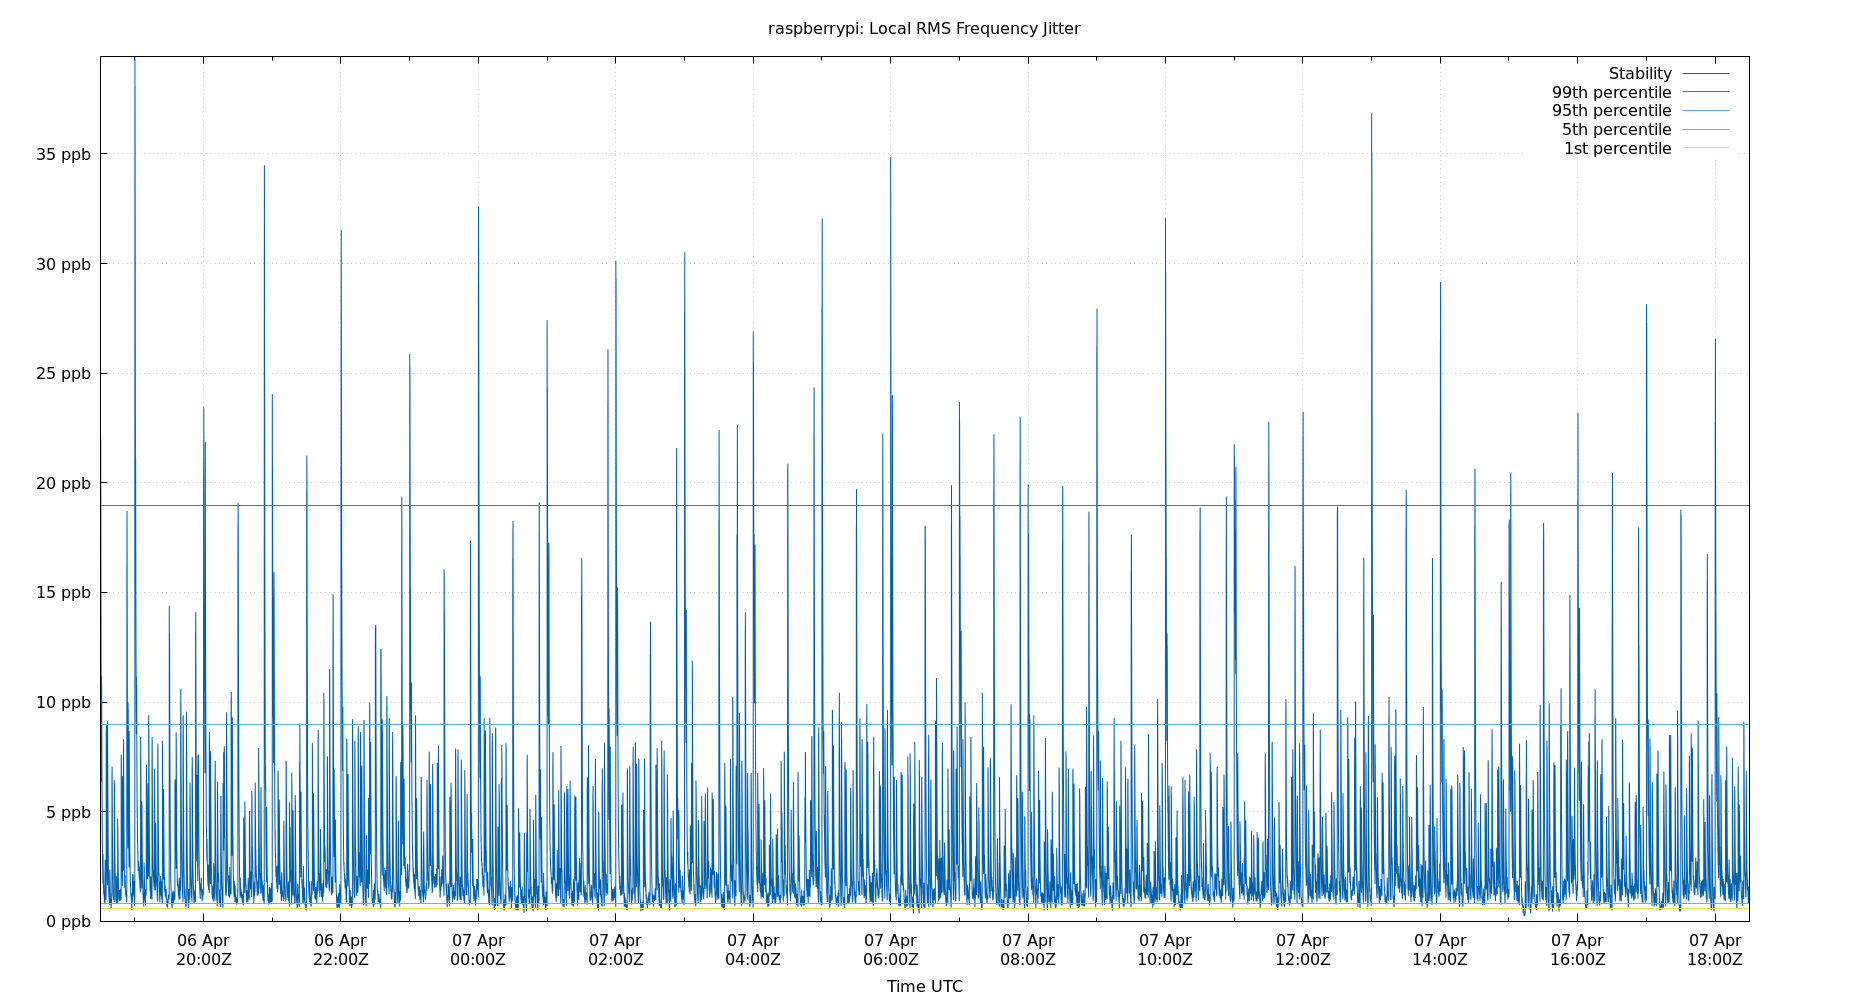 raspberrypi: Local RMS Frequency Jitter
Stability
99th percentile
95th percentile
5th percentile
1st percentile
35 ppb
30 ppb
25 ppb
20 ppb
15 ppb
10 ppb
5 ppb
0 ppb
06 Apr 06 Apr 07 Apr 07 Apr 07 Apr 07 Apr 07 Apr 07 Apr 07 Apr 07 Apr 07 Apr 07 Apr
20:00Z 22:00Z 00:00Z 02:00Z 04:00Z 06:00Z 08:00Z 10:00Z 12:00Z 14:00Z 16:00Z 18:00Z
Time UTC